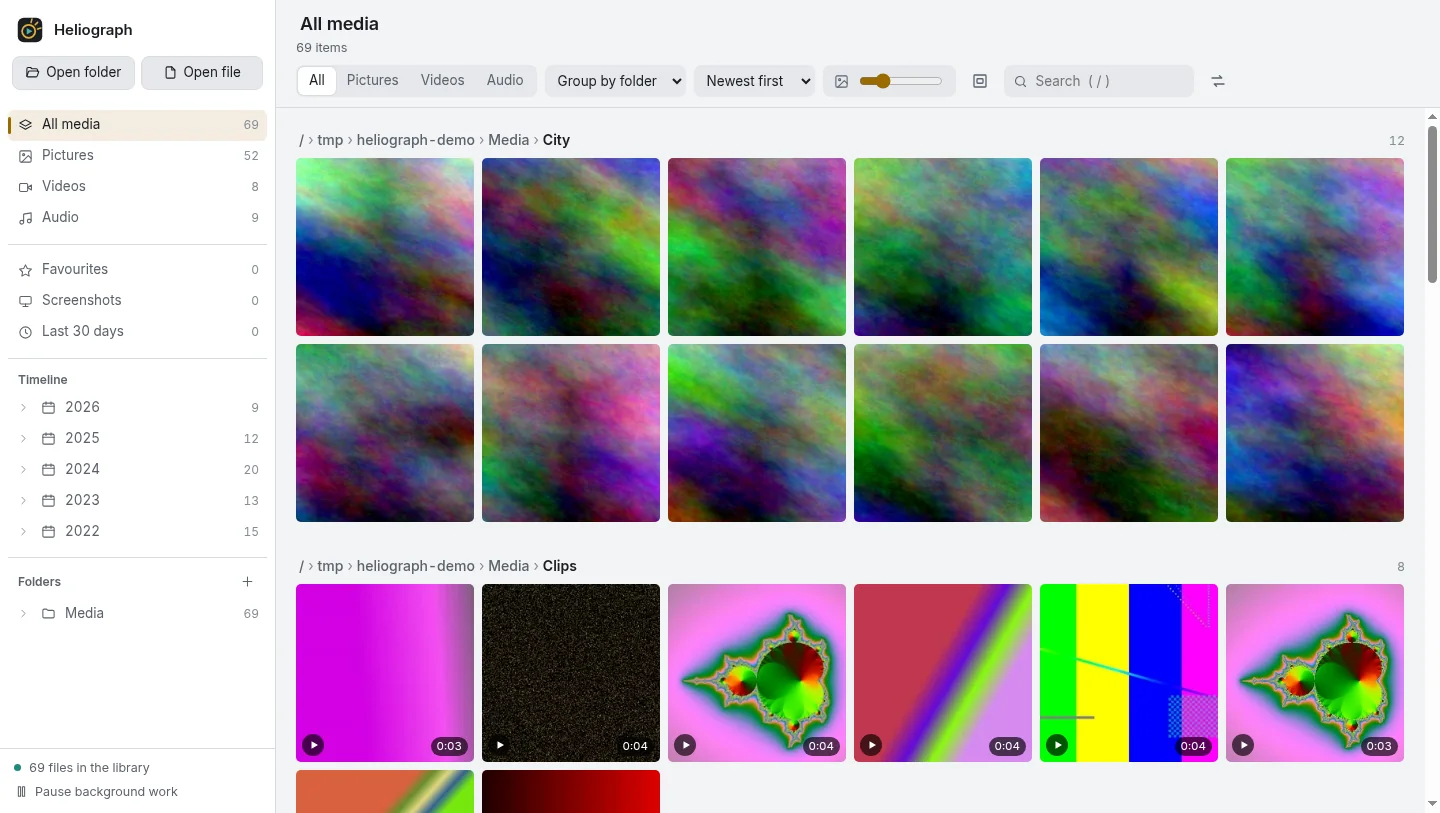 Heliograph
Open folder
Open file
All media 69
Pictures 52
Videos 8
Audio 9
Favourites 0
Screenshots 0
Last 30 days 0
Timeline
2026 9
2025 12
2024 20
2023 13
2022 15
Folders +
Media 69
69 files in the library
Pause background work
All media
69 items
All Pictures Videos Audio
Group by folder
Newest first
Search ( / )
/ › tmp › heliograph-demo › Media › City 12
/ › tmp › heliograph-demo › Media › Clips 8
0:03 0:04 0:04 0:04 0:04 0:03